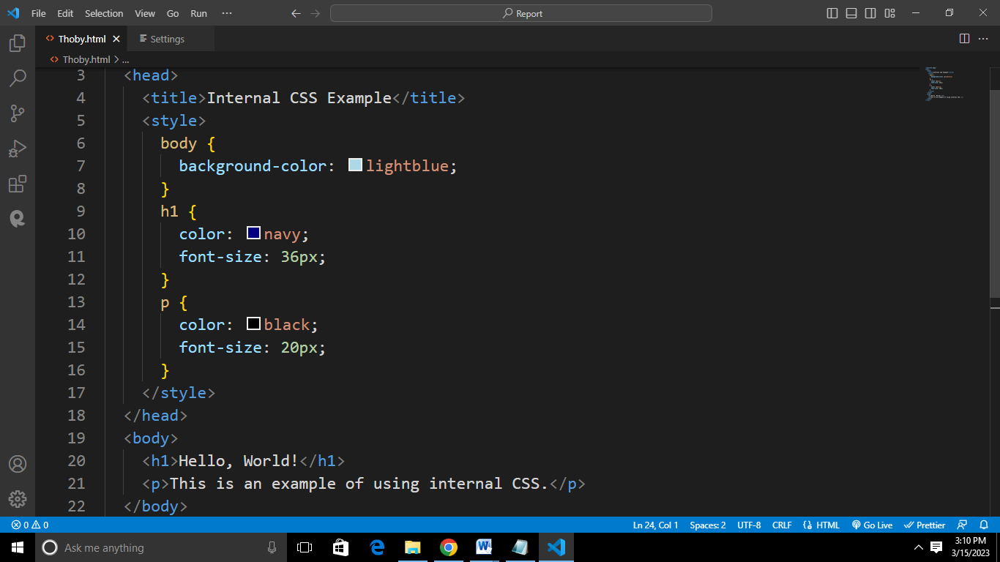 File Edit Selection View Go Run ··· Report
Thoby.html Settings
Thoby.html > ...
3 <head>
4 <title>Internal CSS Example</title>
5 <style>
6 body {
7 background-color: lightblue;
8 }
9 h1 {
10 color: navy;
11 font-size: 36px;
12 }
13 p {
14 color: black;
15 font-size: 20px;
16 }
17 </style>
18 </head>
19 <body>
20 <h1>Hello, World!</h1>
21 <p>This is an example of using internal CSS.</p>
22 </body>
0 0 Ln 24, Col 1 Spaces: 2 UTF-8 CRLF HTML Go Live Prettier
Ask me anything
3:10 PM
3/15/2023